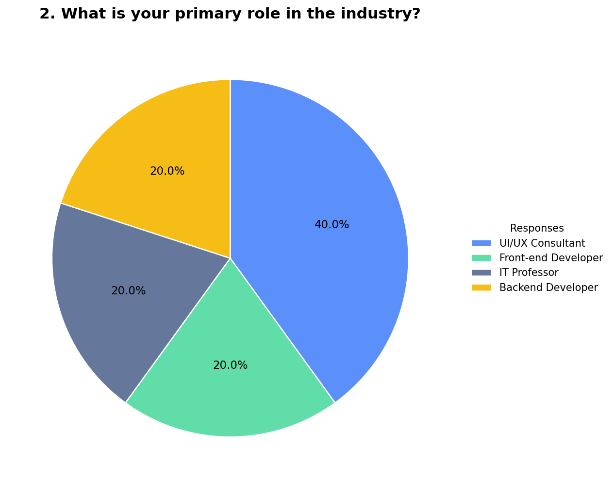 2. What is your primary role in the industry?
20.0%
40.0%
20.0%
20.0%
Responses
UI/UX Consultant
Front-end Developer
IT Professor
Backend Developer